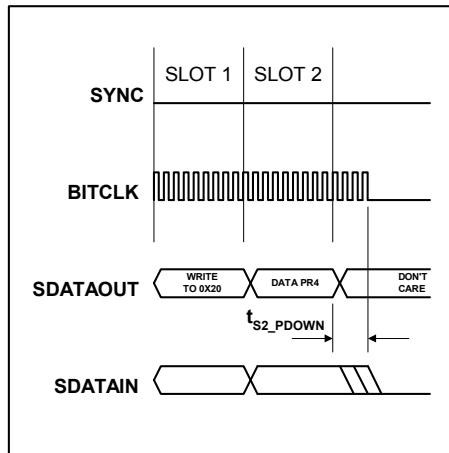 SLOT 1 SLOT 2
SYNC
BITCLK
SDATAOUT
WRITE
TO 0X20
DATA PR4
DON'T
CARE
tS2_PDOWN
SDATAIN